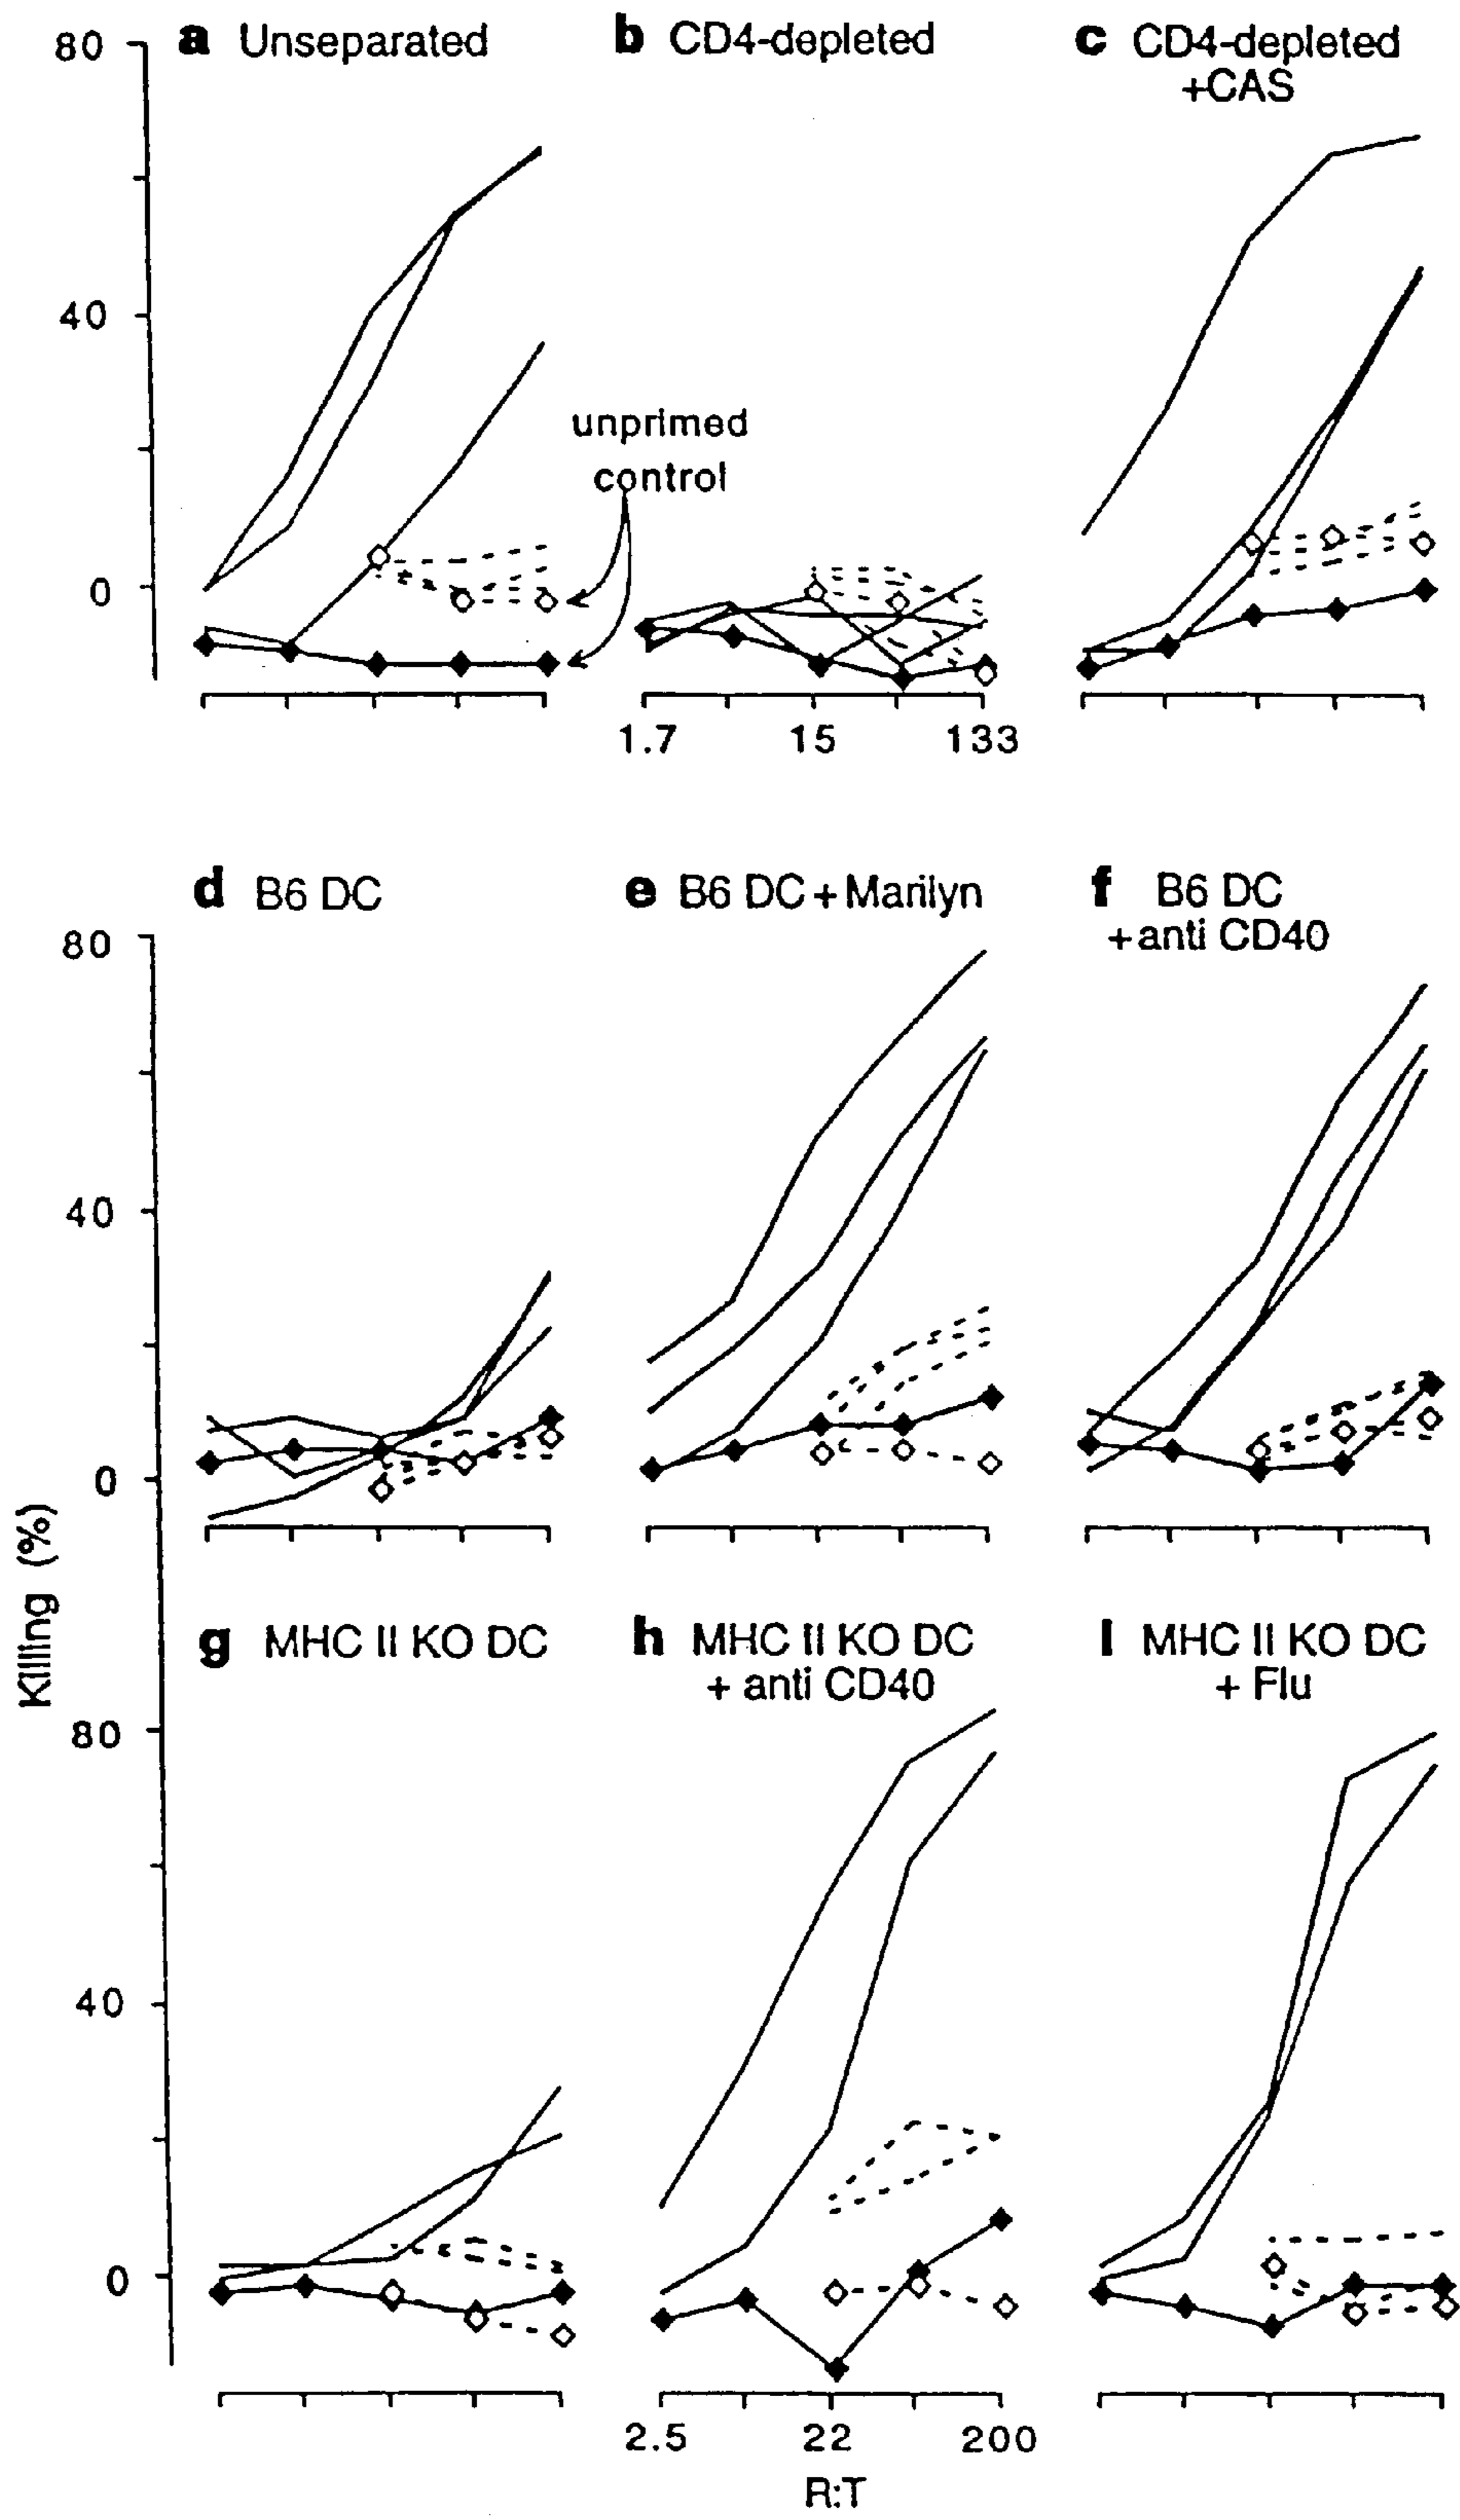 a Unseparated
b CD4-depleted
c CD4-depleted
+CAS
80
40
0
unprimed
control
1.7 15 133
d B6 DC
e B6 DC + Marilyn
f B6 DC
+ anti CD40
80
40
0
Killing (%)
g MHC II KO DC
h MHC II KO DC
+ anti CD40
I MHC II KO DC
+ Flu
80
40
0
2.5 22 200
R:T